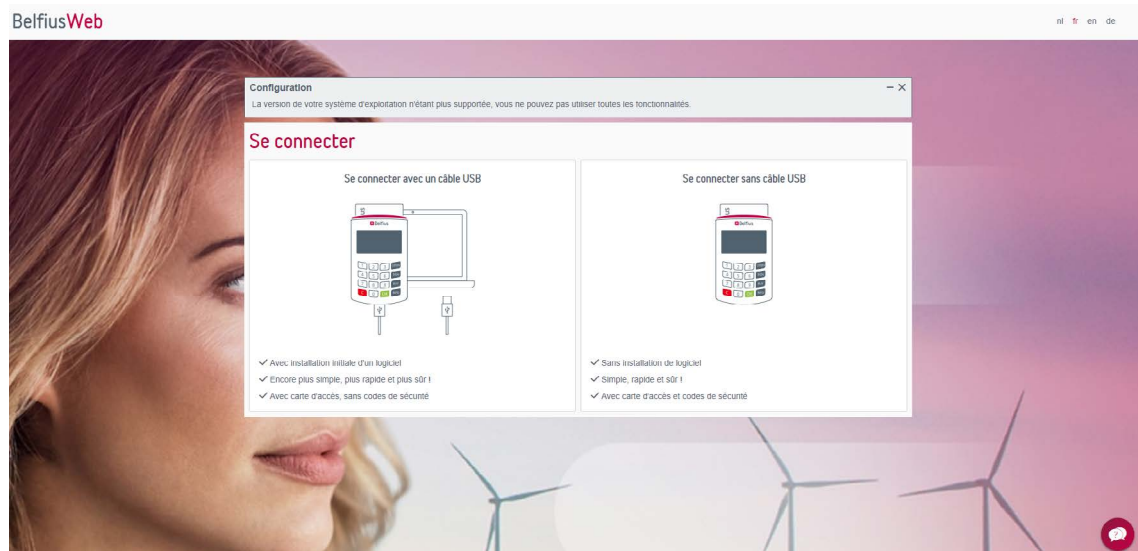 BelfiusWeb
nl fr en de
Configuration
La version de votre système d'exploitation n'étant plus supportée, vous ne pouvez pas utiliser toutes les fonctionnalités.
Se connecter
Se connecter avec un câble USB
Se connecter sans câble USB
Belfius
Belfius
Avec installation initiale d'un logiciel
Encore plus simple, plus rapide et plus sûr !
Avec carte d'accès, sans codes de sécurité
Sans installation de logiciel
Simple, rapide et sûr !
Avec carte d'accès et codes de sécurité